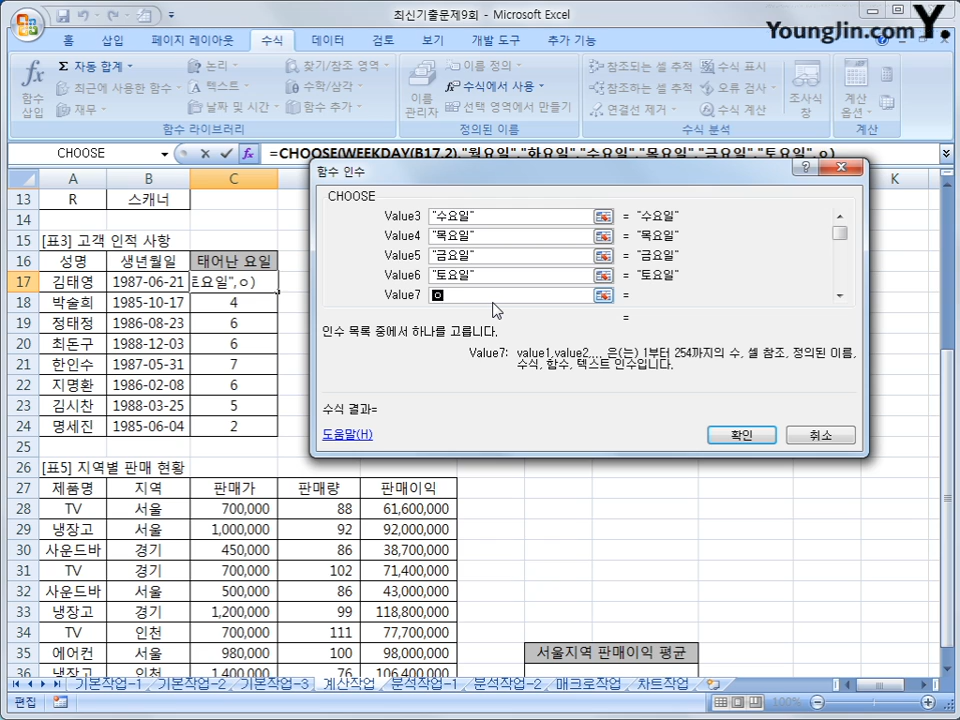 최신기출문제9회 - Microsoft Excel
YoungJin.com Y.
홈 삽입 페이지 레이아웃 수식 데이터 검토 보기 개발 도구 추가 기능
fx 함수 삽입
Σ 자동 합계
최근에 사용한 함수
재무
논리
텍스트
날짜 및 시간
찾기/참조 영역
수학/삼각
함수 추가
함수 라이브러리
이름 관리자
이름 정의
수식에서 사용
선택 영역에서 만들기
정의된 이름
참조되는 셀 추적
참조하는 셀 추적
연결선 제거
수식 표시
오류 검사
수식 계산
수식 분석
조사식 창
계산 옵션
계산
CHOOSE =CHOOSE(WEEKDAY(B17,2),"월요일","화요일","수요일","목요일","금요일","토요일",ㅇ)
A B C K
13 R 스캐너
14
15 [표3] 고객 인적 사항
16 성명 생년월일 태어난 요일
17 김태영 1987-06-21 토요일",ㅇ)
18 박술희 1985-10-17 4
19 정태정 1986-08-23 6
20 최돈구 1988-12-03 6
21 한인수 1987-05-31 7
22 지명환 1986-02-08 6
23 김시찬 1988-03-25 5
24 명세진 1985-06-04 2
25
26 [표5] 지역별 판매 현황
27 제품명 지역 판매가 판매량 판매이익
28 TV 서울 700,000 88 61,600,000
29 냉장고 서울 1,000,000 92 92,000,000
30 사운드바 경기 450,000 86 38,700,000
31 TV 경기 700,000 102 71,400,000
32 사운드바 서울 500,000 86 43,000,000
33 냉장고 경기 1,200,000 99 118,800,000
34 TV 인천 700,000 111 77,700,000
35 에어컨 서울 980,000 100 98,000,000 서울지역 판매이익 평균
36 냉장고 인천 1,400,000 76 106,400,000
함수 인수
CHOOSE
Value3 "수요일" = "수요일"
Value4 "목요일" = "목요일"
Value5 "금요일" = "금요일"
Value6 "토요일" = "토요일"
Value7 ㅇ =
=
인수 목록 중에서 하나를 고릅니다.
Value7: value1,value2,... 은(는) 1부터 254까지의 수, 셀 참조, 정의된 이름,
수식, 함수, 텍스트 인수입니다.
수식 결과=
도움말(H) 확인 취소
기본작업-1 기본작업-2 기본작업-3 계산작업 분석작업-1 분석작업-2 매크로작업 차트작업
편집 100%